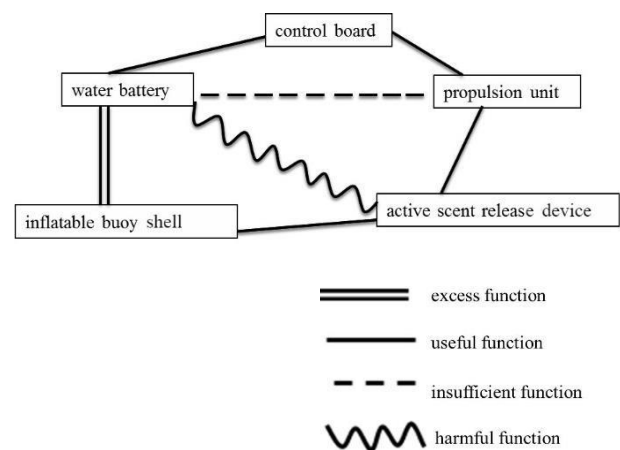 control board
water battery
propulsion unit
inflatable buoy shell
active scent release device
excess function
useful function
insufficient function
harmful function